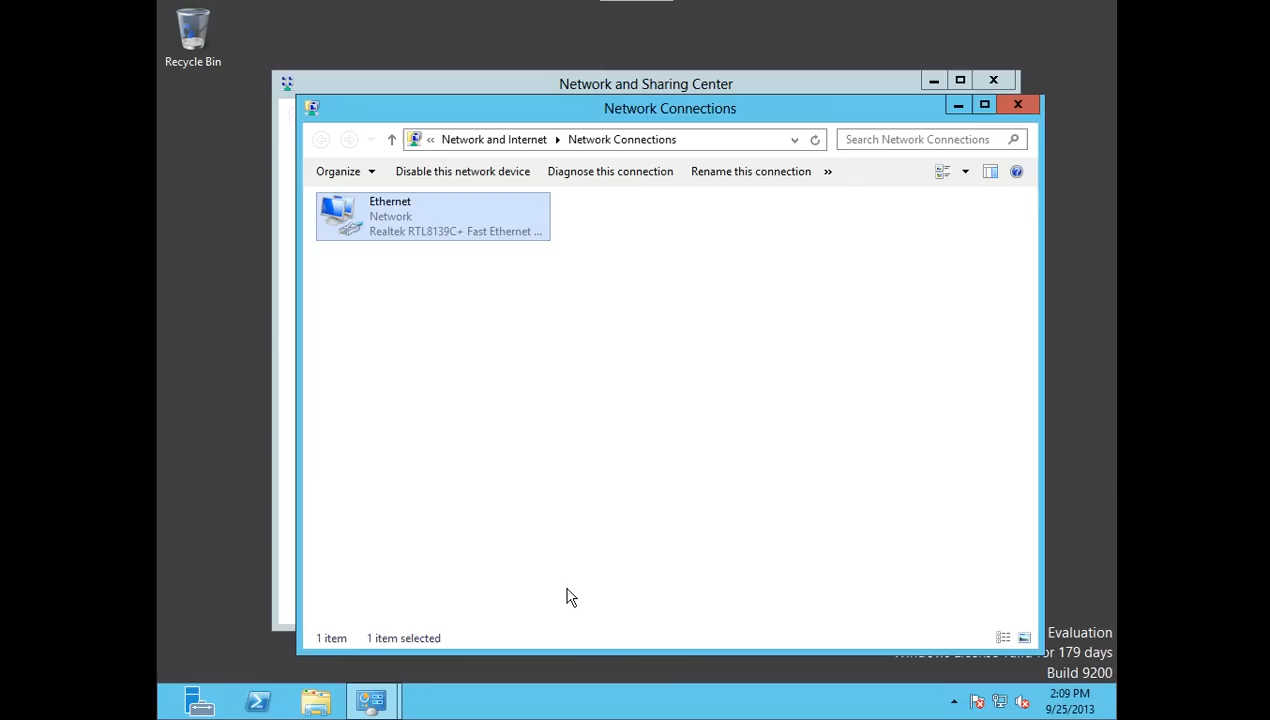 Recycle Bin
Network and Sharing Center
Network Connections
Network and Internet
Network Connections
Search Network Connections
Organize
Disable this network device
Diagnose this connection
Rename this connection
Ethernet
Network
Realtek RTL8139C+ Fast Ethernet ...
1 item
1 item selected
Evaluation
for 179 days
Build 9200
2:09 PM
9/25/2013